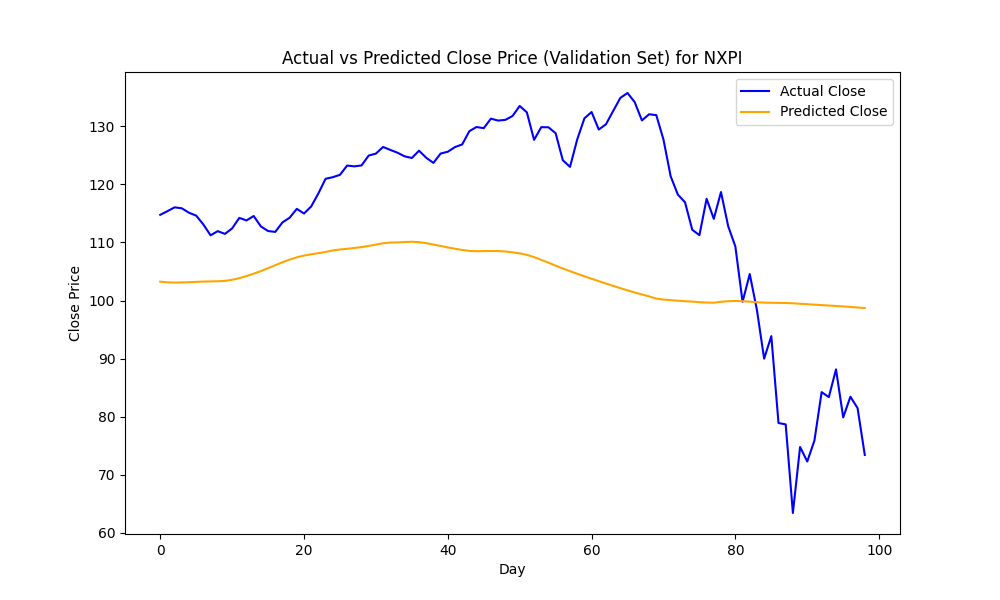 Actual vs Predicted Close Price (Validation Set) for NXPI
Actual Close
Predicted Close
Close Price
130
120
110
100
90
80
70
60
0 20 40 60 80 100
Day